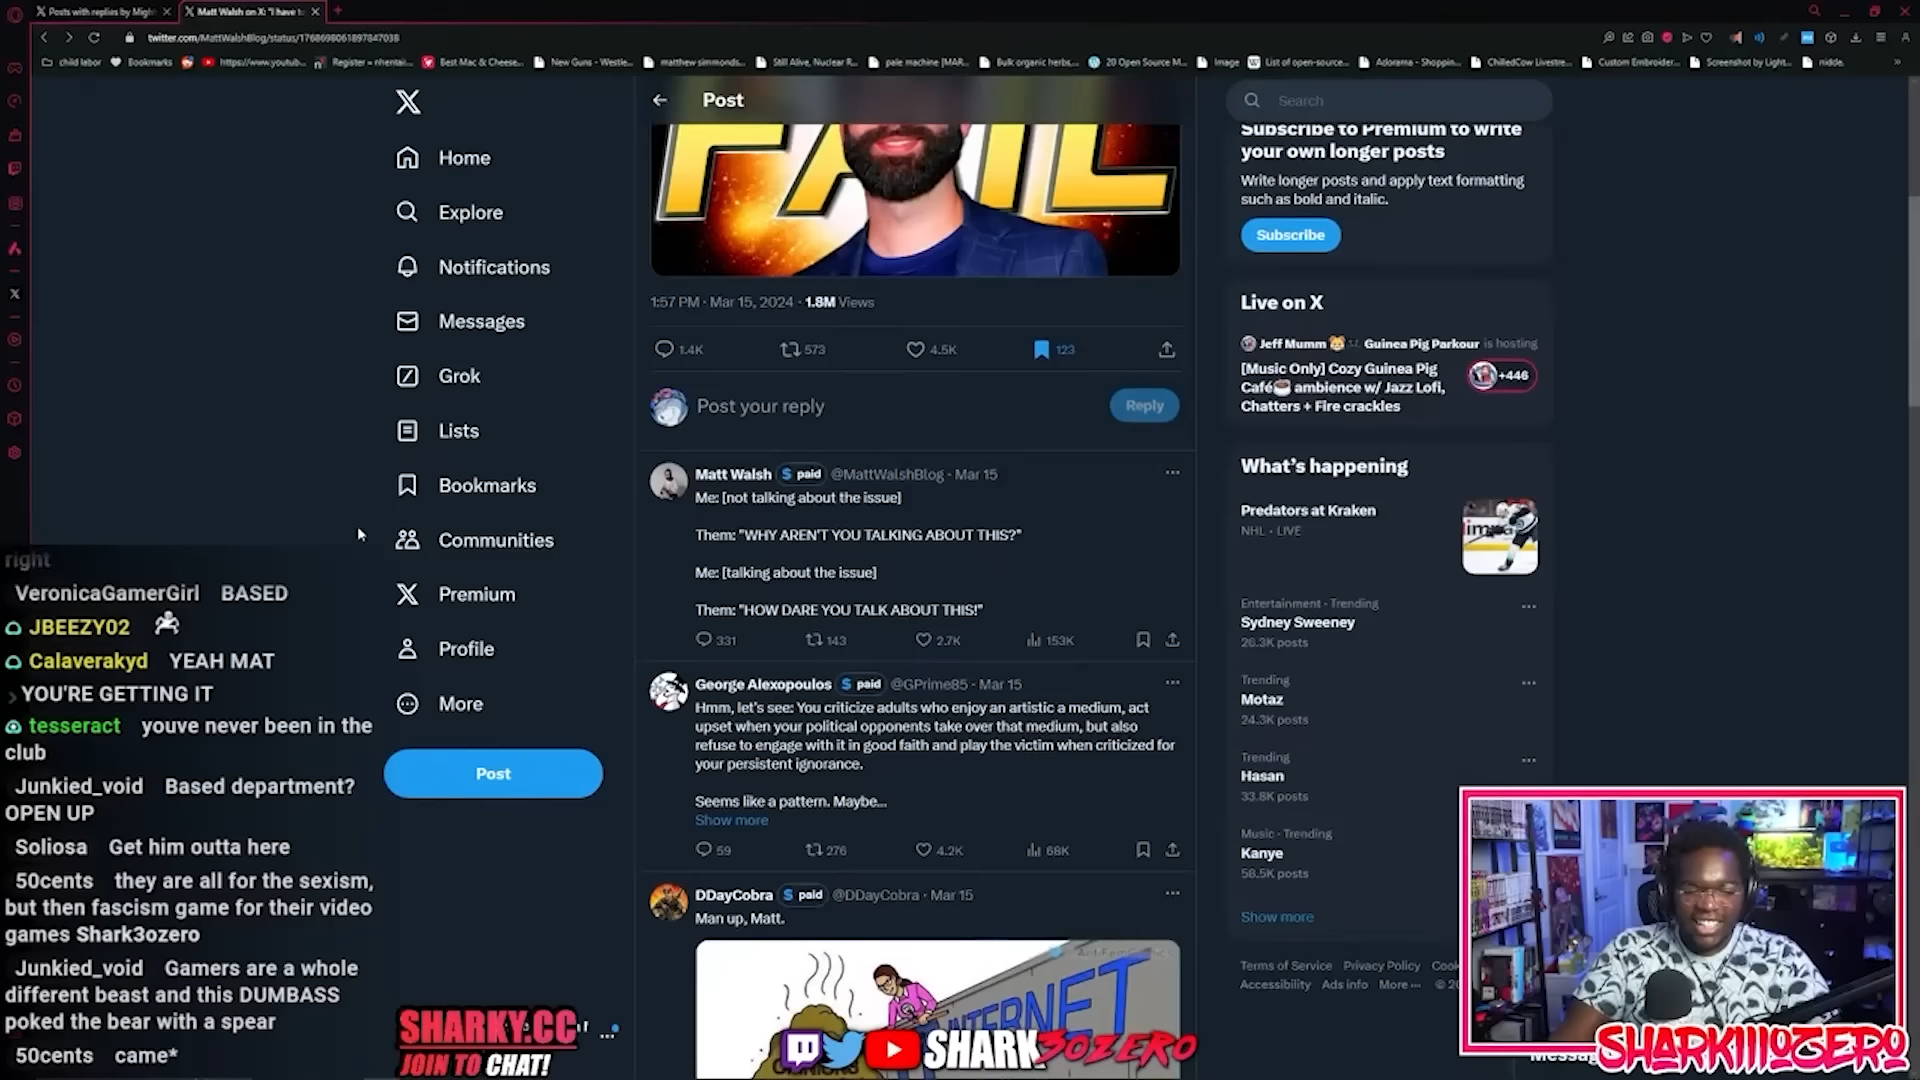 Posts with replies by Migh
Matt Walsh on X: "I have t
twitter.com/MattWalshBlog/status/1768698061897847038
child labor
Bookmarks
https://www.youtub...
Register = nhentai...
Best Mac & Cheese...
New Guns - Westle...
matthew simmonds...
Still Alive, Nuclear R...
pale machine [MAR...
Bulk organic herbs,...
20 Open Source M...
Image
List of open-source...
Adorama - Shoppin...
ChilledCow Livestre...
Custom Embroider...
Screenshot by Light...
nidde.
Home
Explore
Notifications
Messages
Grok
Lists
Bookmarks
Communities
Premium
Profile
More
Post
Post
FAIL
1:57 PM · Mar 15, 2024 · 1.8M Views
1.4K 573 4.5K 123
Post your reply
Reply
Matt Walsh $ paid @MattWalshBlog · Mar 15
Me: [not talking about the issue]
Them: "WHY AREN'T YOU TALKING ABOUT THIS?"
Me: [talking about the issue]
Them: "HOW DARE YOU TALK ABOUT THIS!"
331 143 2.7K 153K
George Alexopoulos $ paid @GPrime85 · Mar 15
Hmm, let's see: You criticize adults who enjoy an artistic a medium, act
upset when your political opponents take over that medium, but also
refuse to engage with it in good faith and play the victim when criticized for
your persistent ignorance.
Seems like a pattern. Maybe...
Show more
59 276 4.2K 68K
DDayCobra $ paid @DDayCobra · Mar 15
Man up, Matt.
INTERNET
Search
Subscribe to Premium to write
your own longer posts
Write longer posts and apply text formatting
such as bold and italic.
Subscribe
Live on X
Jeff Mumm Guinea Pig Parkour is hosting
[Music Only] Cozy Guinea Pig
Café ambience w/ Jazz Lofi,
Chatters + Fire crackles
+446
What's happening
Predators at Kraken
NHL · LIVE
Entertainment · Trending
Sydney Sweeney
26.3K posts
Trending
Motaz
24.3K posts
Trending
Hasan
33.8K posts
Music · Trending
Kanye
58.5K posts
Show more
Terms of Service Privacy Policy
Accessibility Ads info More ···
right
VeronicaGamerGirl BASED
JBEEZY02
Calaverakyd YEAH MAT
YOU'RE GETTING IT
tesseract youve never been in the
club
Junkied_void Based department?
OPEN UP
Soliosa Get him outta here
50cents they are all for the sexism,
but then fascism game for their video
games Shark3ozero
Junkied_void Gamers are a whole
different beast and this DUMBASS
poked the bear with a spear
50cents came*
SHARKY.CC
JOIN TO CHAT!
SHARK3OZERO
SHARKIIIOZERO